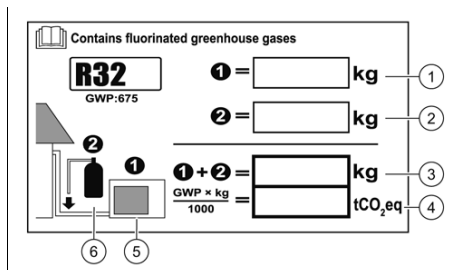 Contains fluorinated greenhouse gases
R32
GWP:675
❶= kg ①
❷= kg ②
❶+❷= kg ③
GWP × kg
1000
= tCO₂eq ④
❷
❶
⑥ ⑤